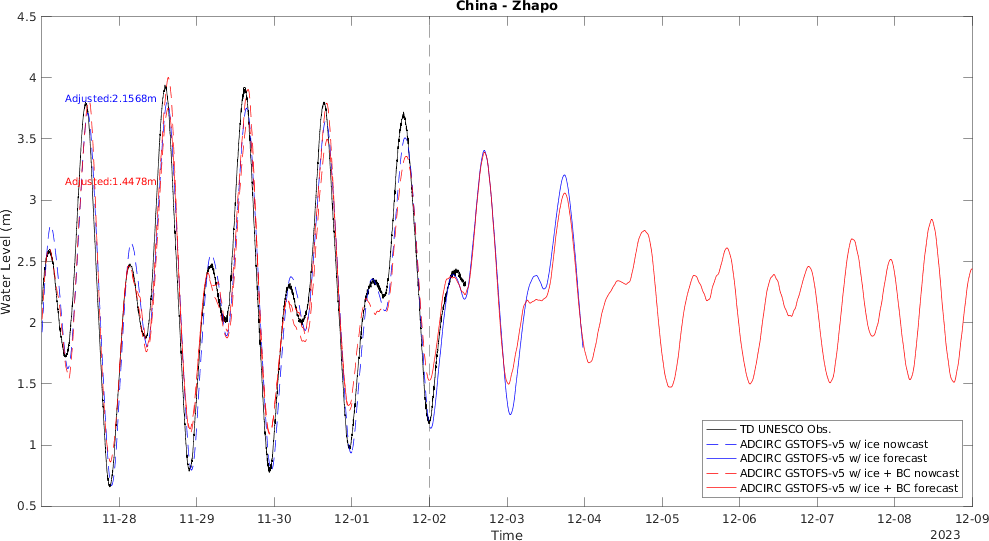 China - Zhapo
4.5
4
3.5
3
2.5
2
1.5
1
0.5
Water Level (m)
Adjusted:2.1568m
Adjusted:1.4478m
TD UNESCO Obs.
ADCIRC GSTOFS-v5 w/ ice nowcast
ADCIRC GSTOFS-v5 w/ ice forecast
ADCIRC GSTOFS-v5 w/ ice + BC nowcast
ADCIRC GSTOFS-v5 w/ ice + BC forecast
11-28 11-29 11-30 12-01 12-02 12-03 12-04 12-05 12-06 12-07 12-08 12-09
Time
2023